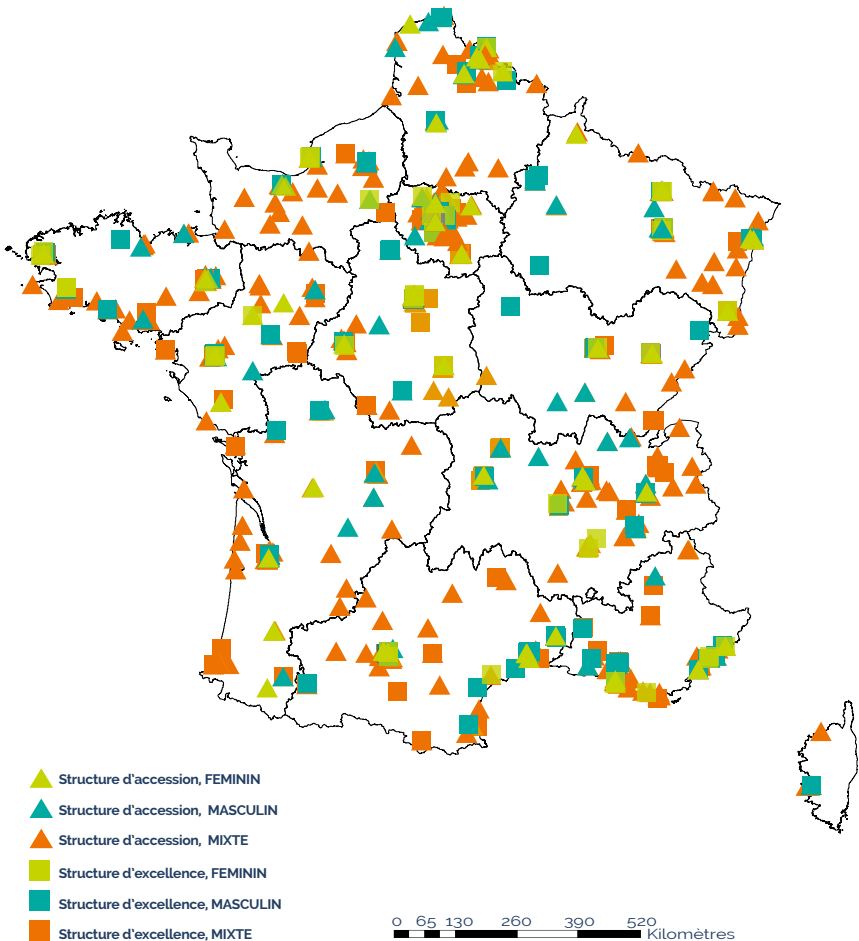 Structure d'accession, FEMININ
Structure d'accession, MASCULIN
Structure d'accession, MIXTE
Structure d'excellence, FEMININ
Structure d'excellence, MASCULIN
Structure d'excellence, MIXTE
0 65 130 260 390 520
Kilomètres